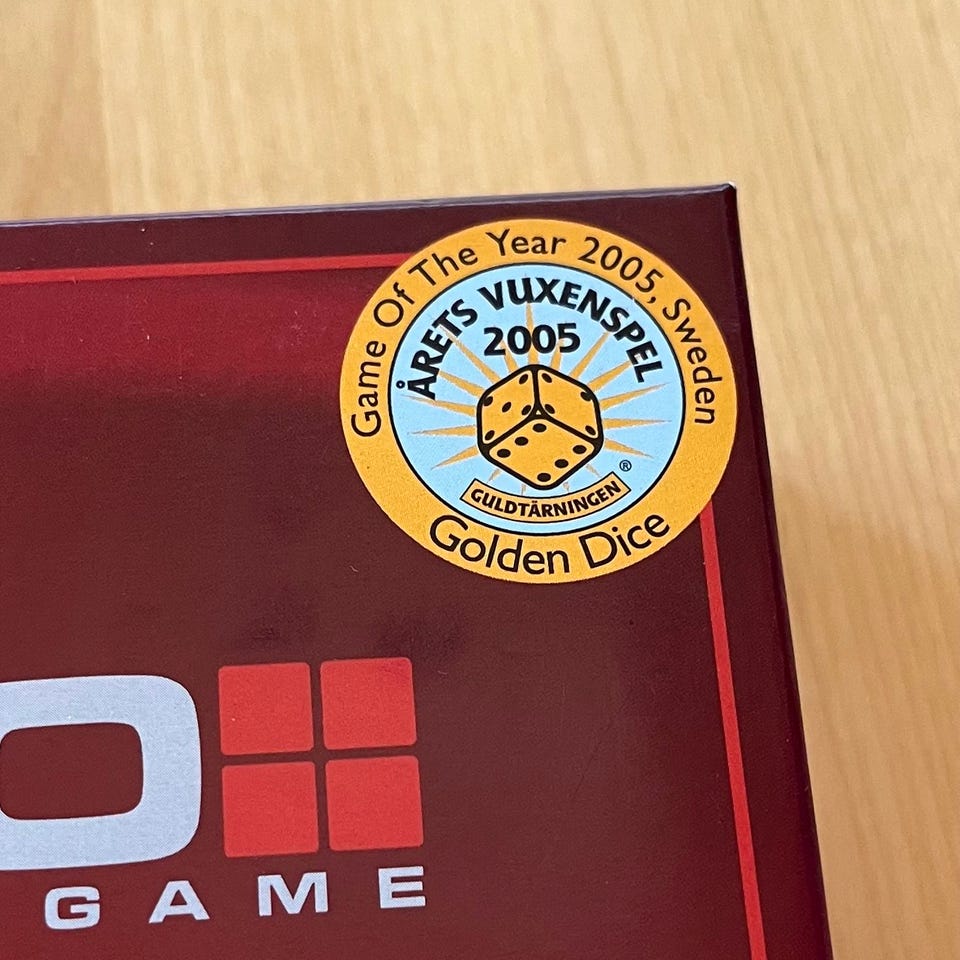 Game Of The Year 2005, Sweden
ÅRETS VUXENSPEL
2005
GULDTÄRNINGEN®
Golden Dice
O
GAME